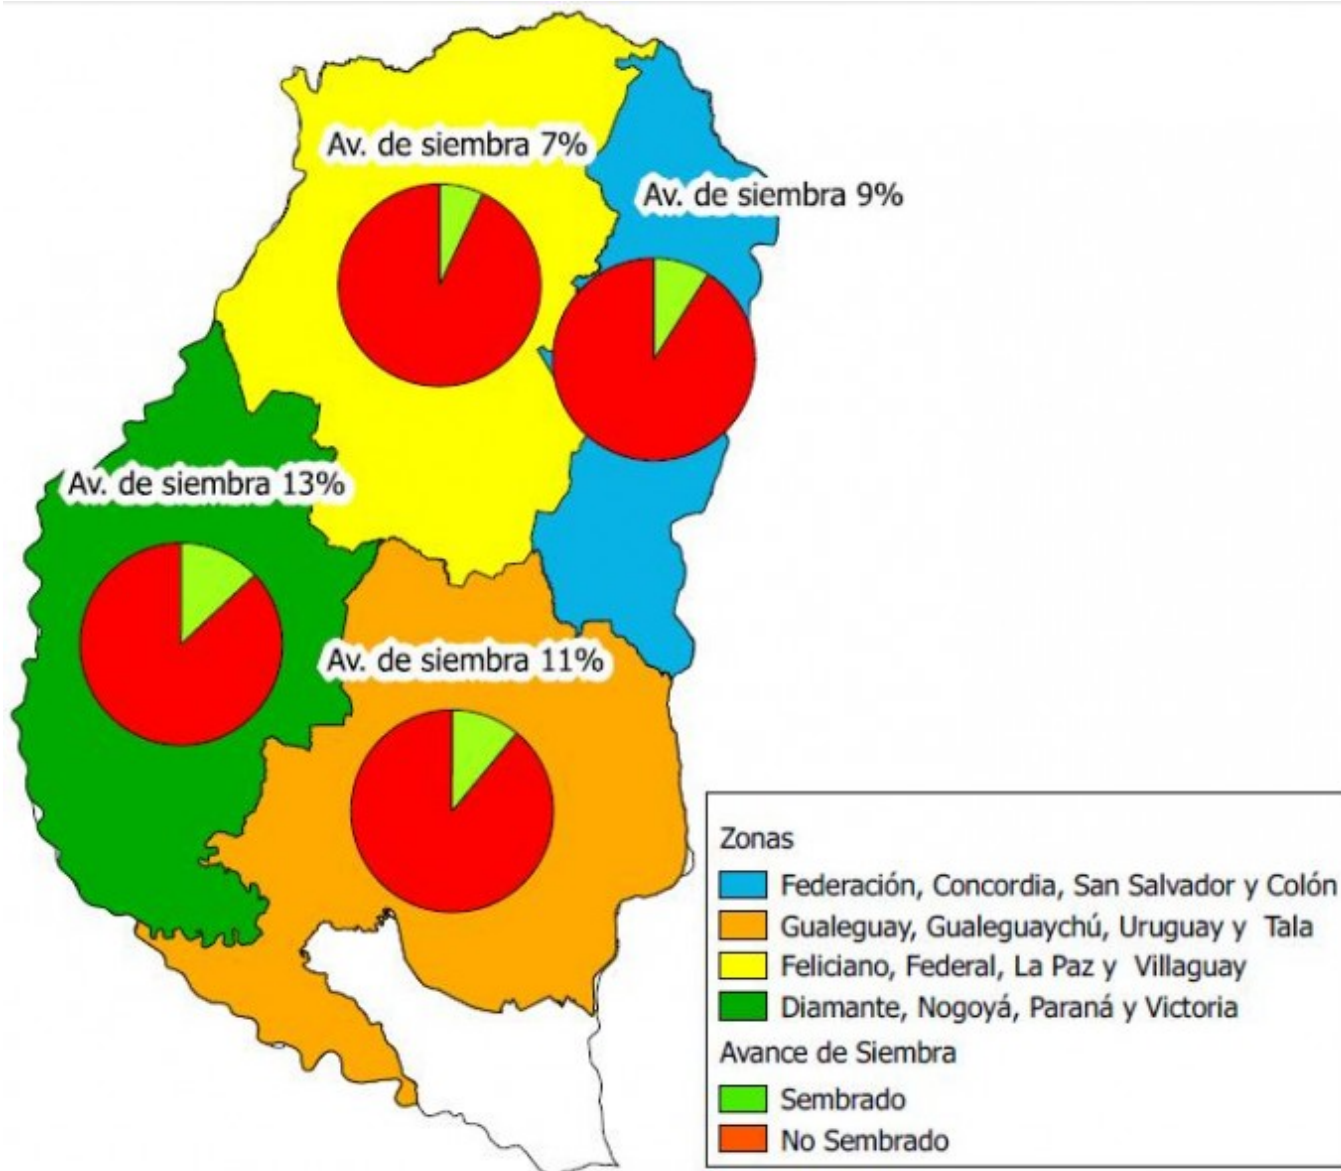 Av. de siembra 7%
Av. de siembra 9%
Av. de siembra 13%
Av. de siembra 11%
Zonas
Federación, Concordia, San Salvador y Colón
Gualeguay, Gualeguaychú, Uruguay y Tala
Feliciano, Federal, La Paz y Villaguay
Diamante, Nogoyá, Paraná y Victoria
Avance de Siembra
Sembrado
No Sembrado